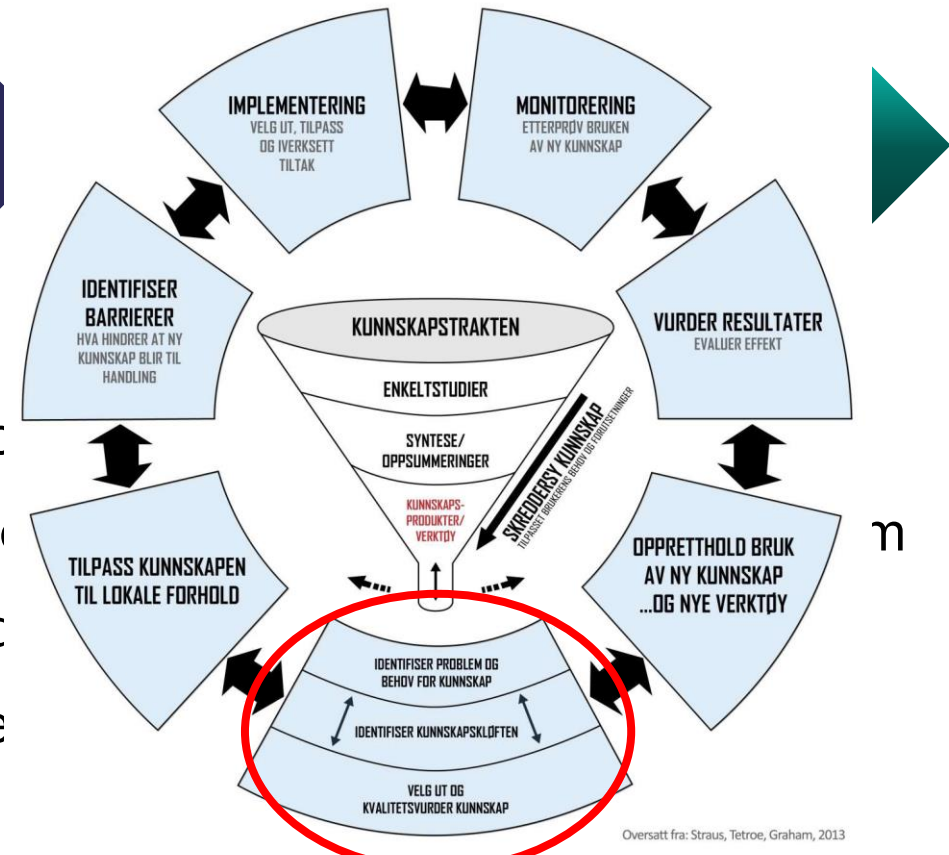 IMPLEMENTERING
VELG UT, TILPASS
OG IVERKSETT
TILTAK
MONITORERING
ETTERPRØV BRUKEN
AV NY KUNNSKAP
IDENTIFISER
BARRIERER
HVA HINDRER AT NY
KUNNSKAP BLIR TIL
HANDLING
KUNNSKAPSTRAKTEN
ENKELTSTUDIER
SYNTESE/
OPPSUMMERINGER
KUNNSKAPS-
PRODUKTER/
VERKTØY
SKREDDERSY KUNNSKAP
TILPASSET BRUKERENS BEHOV OG FORUTSETNINGER
VURDER RESULTATER
EVALUER EFFEKT
TILPASS KUNNSKAPEN
TIL LOKALE FORHOLD
OPPRETTHOLD BRUK
AV NY KUNNSKAP
...OG NYE VERKTØY
m
IDENTIFISER PROBLEM OG
BEHOV FOR KUNNSKAP
IDENTIFISER KUNNSKAPSKLØFTEN
VELG UT OG
KVALITETSVURDER KUNNSKAP
Oversatt fra: Straus, Tetroe, Graham, 2013